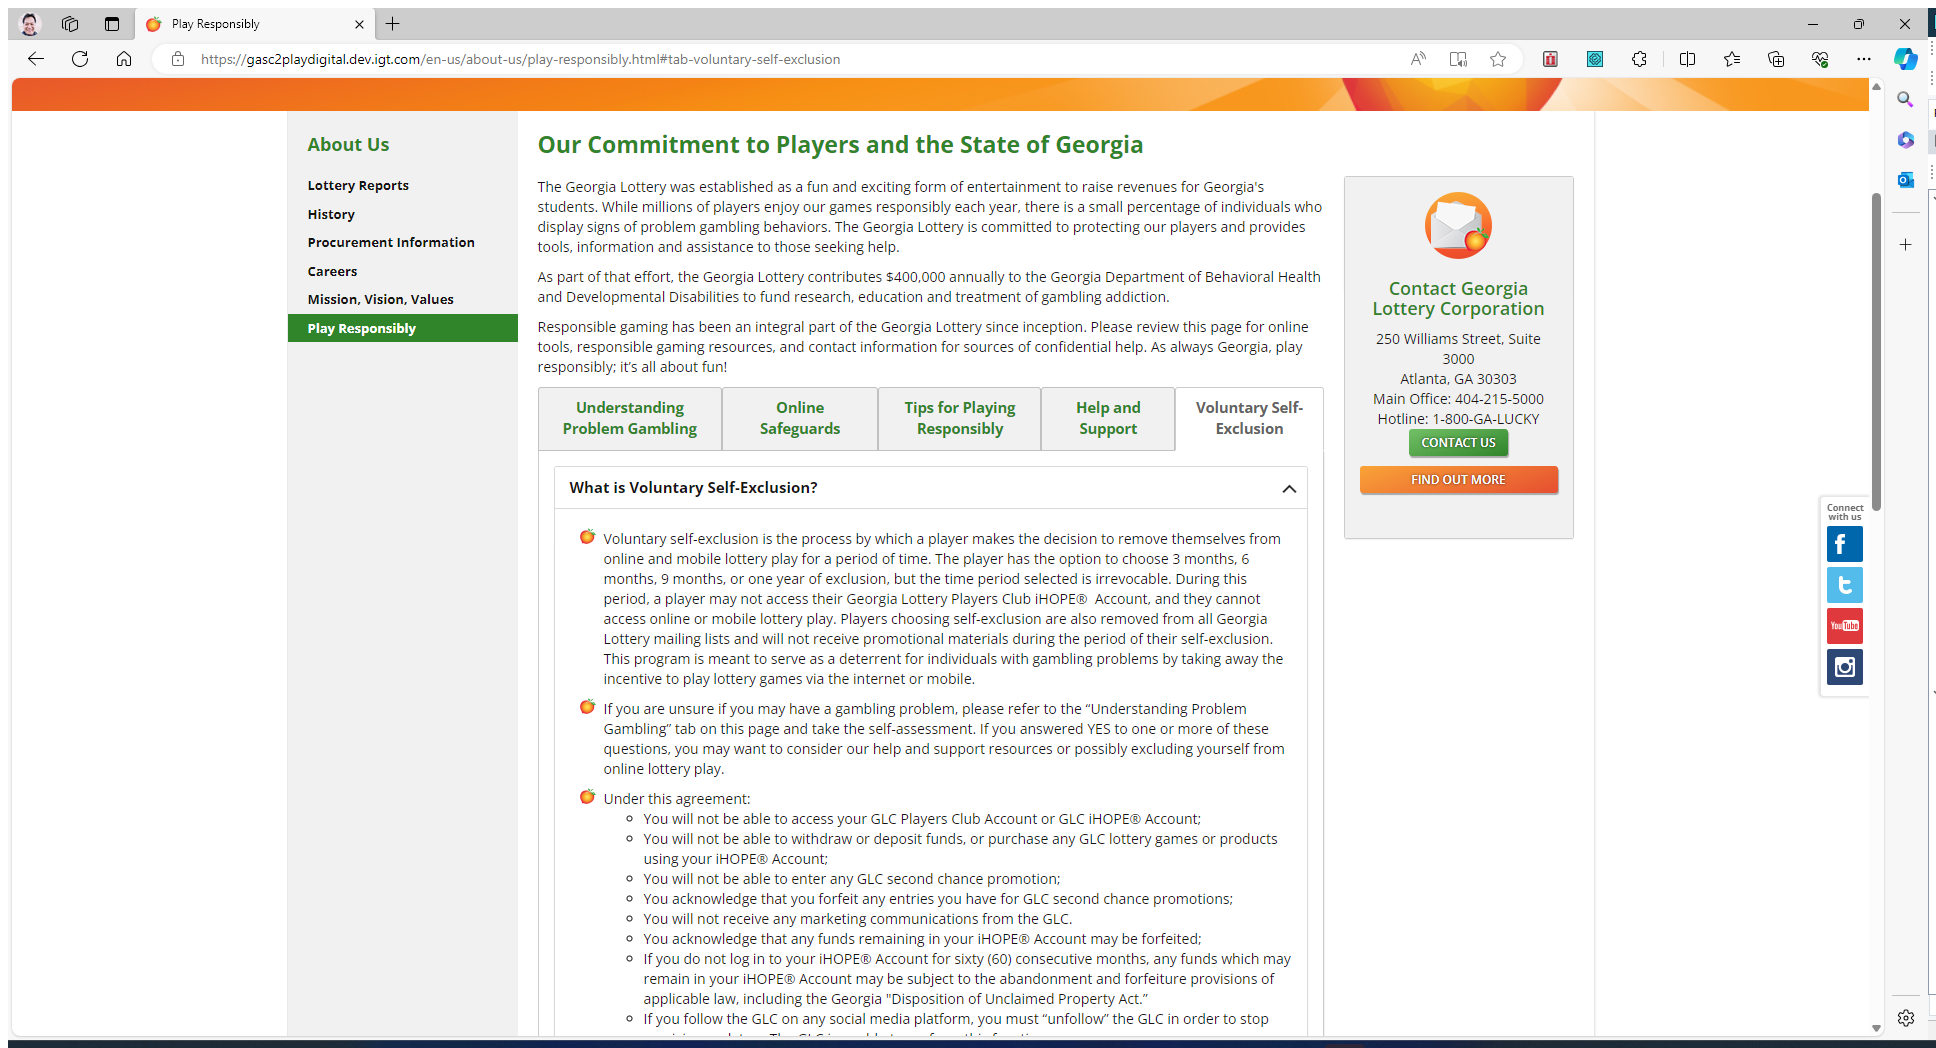 Play Responsibly
https://gasc2playdigital.dev.igt.com/en-us/about-us/play-responsibly.html#tab-voluntary-self-exclusion
About Us
Lottery Reports
History
Procurement Information
Careers
Mission, Vision, Values
Play Responsibly
Our Commitment to Players and the State of Georgia
The Georgia Lottery was established as a fun and exciting form of entertainment to raise revenues for Georgia's
students. While millions of players enjoy our games responsibly each year, there is a small percentage of individuals who
display signs of problem gambling behaviors. The Georgia Lottery is committed to protecting our players and provides
tools, information and assistance to those seeking help.
As part of that effort, the Georgia Lottery contributes $400,000 annually to the Georgia Department of Behavioral Health
and Developmental Disabilities to fund research, education and treatment of gambling addiction.
Responsible gaming has been an integral part of the Georgia Lottery since inception. Please review this page for online
tools, responsible gaming resources, and contact information for sources of confidential help. As always Georgia, play
responsibly; it’s all about fun!
Understanding
Problem Gambling
Online
Safeguards
Tips for Playing
Responsibly
Help and
Support
Voluntary Self-
Exclusion
What is Voluntary Self-Exclusion?
Voluntary self-exclusion is the process by which a player makes the decision to remove themselves from
online and mobile lottery play for a period of time. The player has the option to choose 3 months, 6
months, 9 months, or one year of exclusion, but the time period selected is irrevocable. During this
period, a player may not access their Georgia Lottery Players Club iHOPE® Account, and they cannot
access online or mobile lottery play. Players choosing self-exclusion are also removed from all Georgia
Lottery mailing lists and will not receive promotional materials during the period of their self-exclusion.
This program is meant to serve as a deterrent for individuals with gambling problems by taking away the
incentive to play lottery games via the internet or mobile.
If you are unsure if you may have a gambling problem, please refer to the “Understanding Problem
Gambling” tab on this page and take the self-assessment. If you answered YES to one or more of these
questions, you may want to consider our help and support resources or possibly excluding yourself from
online lottery play.
Under this agreement:
You will not be able to access your GLC Players Club Account or GLC iHOPE® Account;
You will not be able to withdraw or deposit funds, or purchase any GLC lottery games or products
using your iHOPE® Account;
You will not be able to enter any GLC second chance promotion;
You acknowledge that you forfeit any entries you have for GLC second chance promotions;
You will not receive any marketing communications from the GLC.
You acknowledge that any funds remaining in your iHOPE® Account may be forfeited;
If you do not log in to your iHOPE® Account for sixty (60) consecutive months, any funds which may
remain in your iHOPE® Account may be subject to the abandonment and forfeiture provisions of
applicable law, including the Georgia "Disposition of Unclaimed Property Act.”
If you follow the GLC on any social media platform, you must “unfollow” the GLC in order to stop
Contact Georgia
Lottery Corporation
250 Williams Street, Suite
3000
Atlanta, GA 30303
Main Office: 404-215-5000
Hotline: 1-800-GA-LUCKY
CONTACT US
FIND OUT MORE
Connect
with us
You Tube